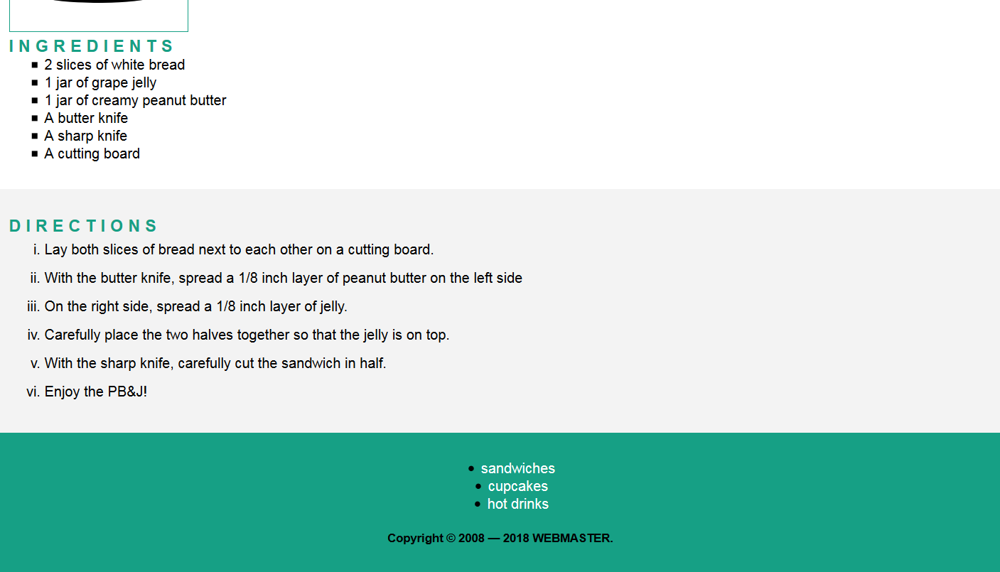 INGREDIENTS
▪ 2 slices of white bread
▪ 1 jar of grape jelly
▪ 1 jar of creamy peanut butter
▪ A butter knife
▪ A sharp knife
▪ A cutting board
DIRECTIONS
i. Lay both slices of bread next to each other on a cutting board.
ii. With the butter knife, spread a 1/8 inch layer of peanut butter on the left side
iii. On the right side, spread a 1/8 inch layer of jelly.
iv. Carefully place the two halves together so that the jelly is on top.
v. With the sharp knife, carefully cut the sandwich in half.
vi. Enjoy the PB&J!
• sandwiches
• cupcakes
• hot drinks
Copyright © 2008 — 2018 WEBMASTER.